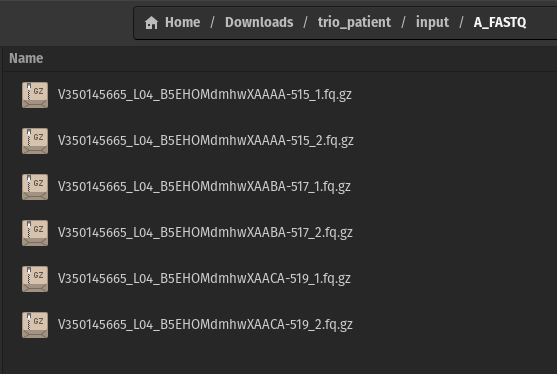 Home / Downloads / trio_patient / input / A_FASTQ
Name
GZ V350145665_L04_B5EHOMdmhwXAAAA-515_1.fq.gz
GZ V350145665_L04_B5EHOMdmhwXAAAA-515_2.fq.gz
GZ V350145665_L04_B5EHOMdmhwXAABA-517_1.fq.gz
GZ V350145665_L04_B5EHOMdmhwXAABA-517_2.fq.gz
GZ V350145665_L04_B5EHOMdmhwXAACA-519_1.fq.gz
GZ V350145665_L04_B5EHOMdmhwXAACA-519_2.fq.gz